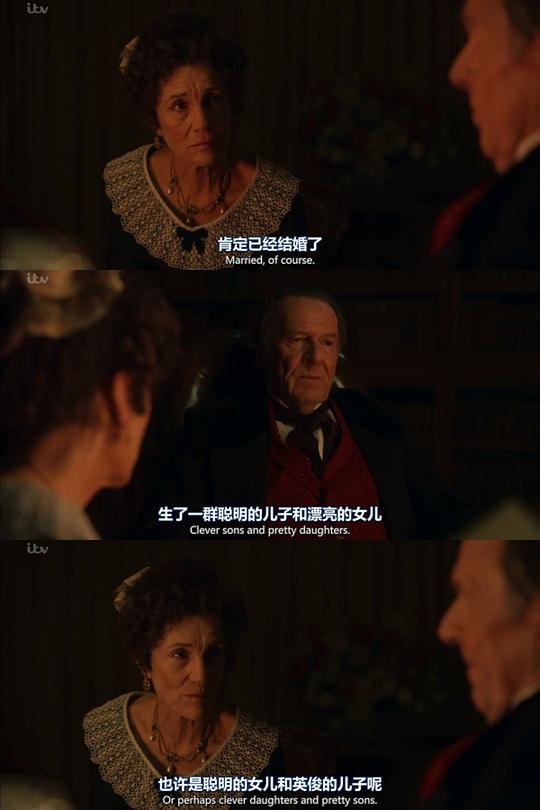 itv
肯定已经结婚了
Married, of course.
itv
生了一群聪明的儿子和漂亮的女儿
Clever sons and pretty daughters.
itv
也许是聪明的女儿和英俊的儿子呢
Or perhaps clever daughters and pretty sons.